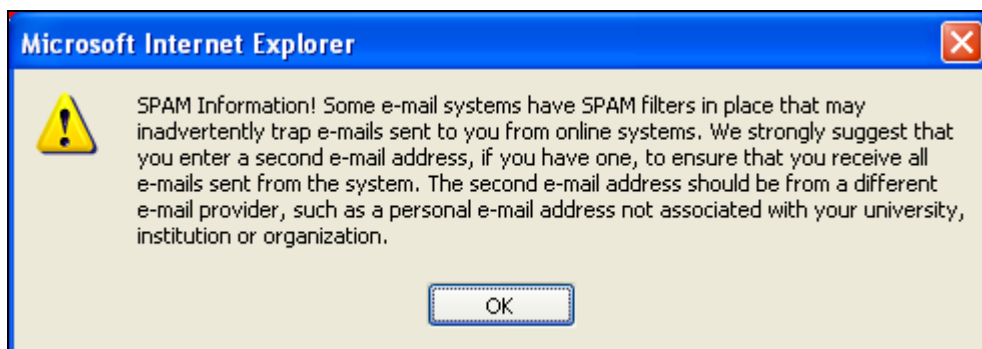 Microsoft Internet Explorer
SPAM Information! Some e-mail systems have SPAM filters in place that may
inadvertently trap e-mails sent to you from online systems. We strongly suggest that
you enter a second e-mail address, if you have one, to ensure that you receive all
e-mails sent from the system. The second e-mail address should be from a different
e-mail provider, such as a personal e-mail address not associated with your university,
institution or organization.
OK